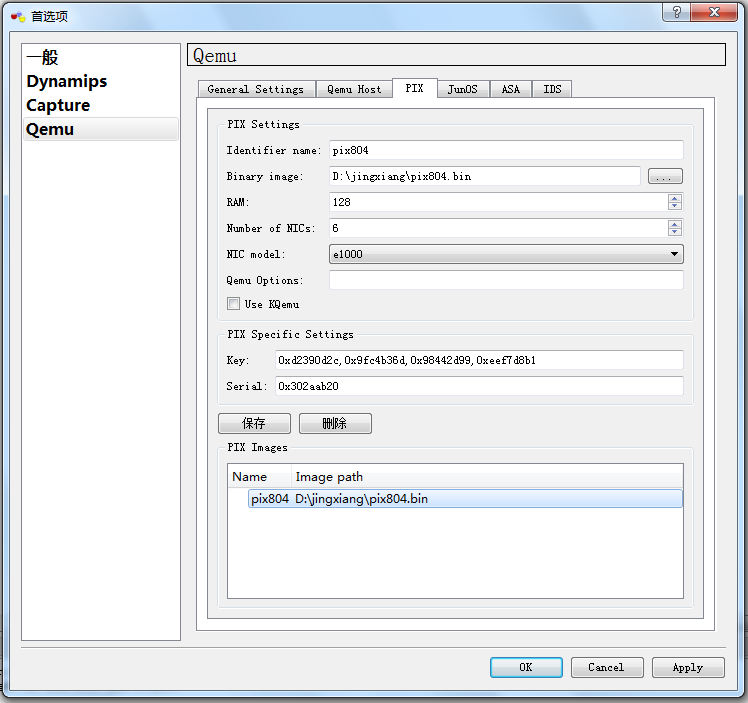 首选项
一般
Dynamips
Capture
Qemu
Qemu
General Settings
Qemu Host
PIX
JunOS
ASA
IDS
PIX Settings
Identifier name: pix804
Binary image: D:\jingxiang\pix804.bin ...
RAM: 128
Number of NICs: 6
NIC model: e1000
Qemu Options:
Use KQemu
PIX Specific Settings
Key: 0xd2390d2c,0x9fc4b36d,0x98442d99,0xeef7d8b1
Serial: 0x302aab20
保存 删除
PIX Images
Name Image path
pix804 D:\jingxiang\pix804.bin
OK Cancel Apply